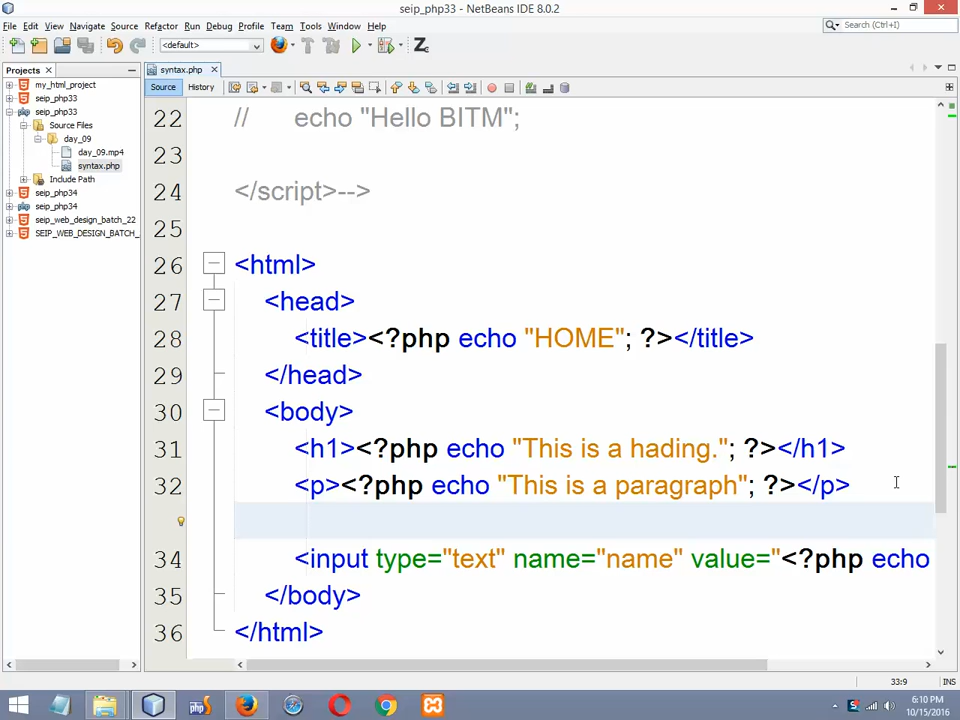 seip_php33 - NetBeans IDE 8.0.2
File Edit View Navigate Source Refactor Run Debug Profile Team Tools Window Help
Search (Ctrl+I)
<default>
Projects
syntax.php
Source History
my_html_project
seip_php33
seip_php33
Source Files
day_09
day_09.mp4
syntax.php
Include Path
seip_php34
seip_php34
seip_web_design_batch_22
SEIP_WEB_DESIGN_BATCH_
22 // echo "Hello BITM";
23
24 </script>-->
25
26 <html>
27 <head>
28 <title><?php echo "HOME"; ?></title>
29 </head>
30 <body>
31 <h1><?php echo "This is a hading."; ?></h1>
32 <p><?php echo "This is a paragraph"; ?></p>
34 <input type="text" name="name" value="<?php echo
35 </body>
36 </html>
33:9 INS
6:10 PM
10/15/2016